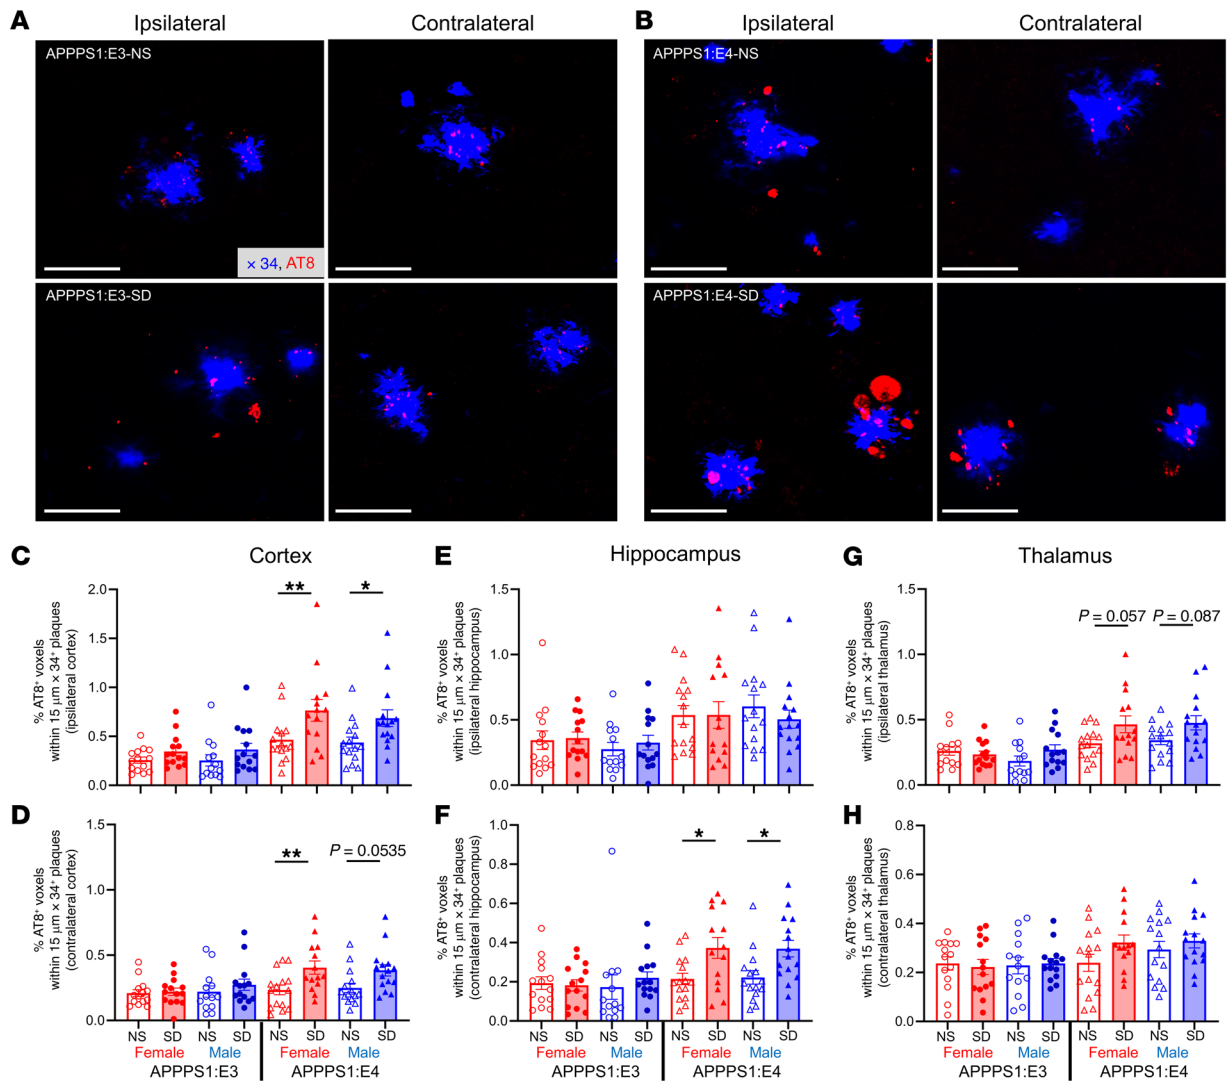 A
Ipsilateral
Contralateral
APPPS1:E3-NS
× 34, AT8
APPPS1:E3-SD
B
Ipsilateral
Contralateral
APPPS1:E4-NS
APPPS1:E4-SD
C
Cortex
% AT8⁺ voxels
within 15 µm × 34⁺ plaques
(ipsilateral cortex)
2.0
1.5
1.0
0.5
0.0
**
*
D
% AT8⁺ voxels
within 15 µm × 34⁺ plaques
(contralateral cortex)
1.5
1.0
0.5
0.0
**
P = 0.0535
NS SD NS SD NS SD NS SD
Female Male Female Male
APPPS1:E3 APPPS1:E4
E
Hippocampus
% AT8⁺ voxels
within 15 µm × 34⁺ plaques
(ipsilateral hippocampus)
1.5
1.0
0.5
0.0
F
% AT8⁺ voxels
within 15 µm × 34⁺ plaques
(contralateral hippocampus)
1.0
0.8
0.6
0.4
0.2
0.0
*
*
NS SD NS SD NS SD NS SD
Female Male Female Male
APPPS1:E3 APPPS1:E4
G
Thalamus
% AT8⁺ voxels
within 15 µm × 34⁺ plaques
(ipsilateral thalamus)
1.5
1.0
0.5
0.0
P = 0.057
P = 0.087
H
% AT8⁺ voxels
within 15 µm × 34⁺ plaques
(contralateral thalamus)
0.8
0.6
0.4
0.2
0.0
NS SD NS SD NS SD NS SD
Female Male Female Male
APPPS1:E3 APPPS1:E4